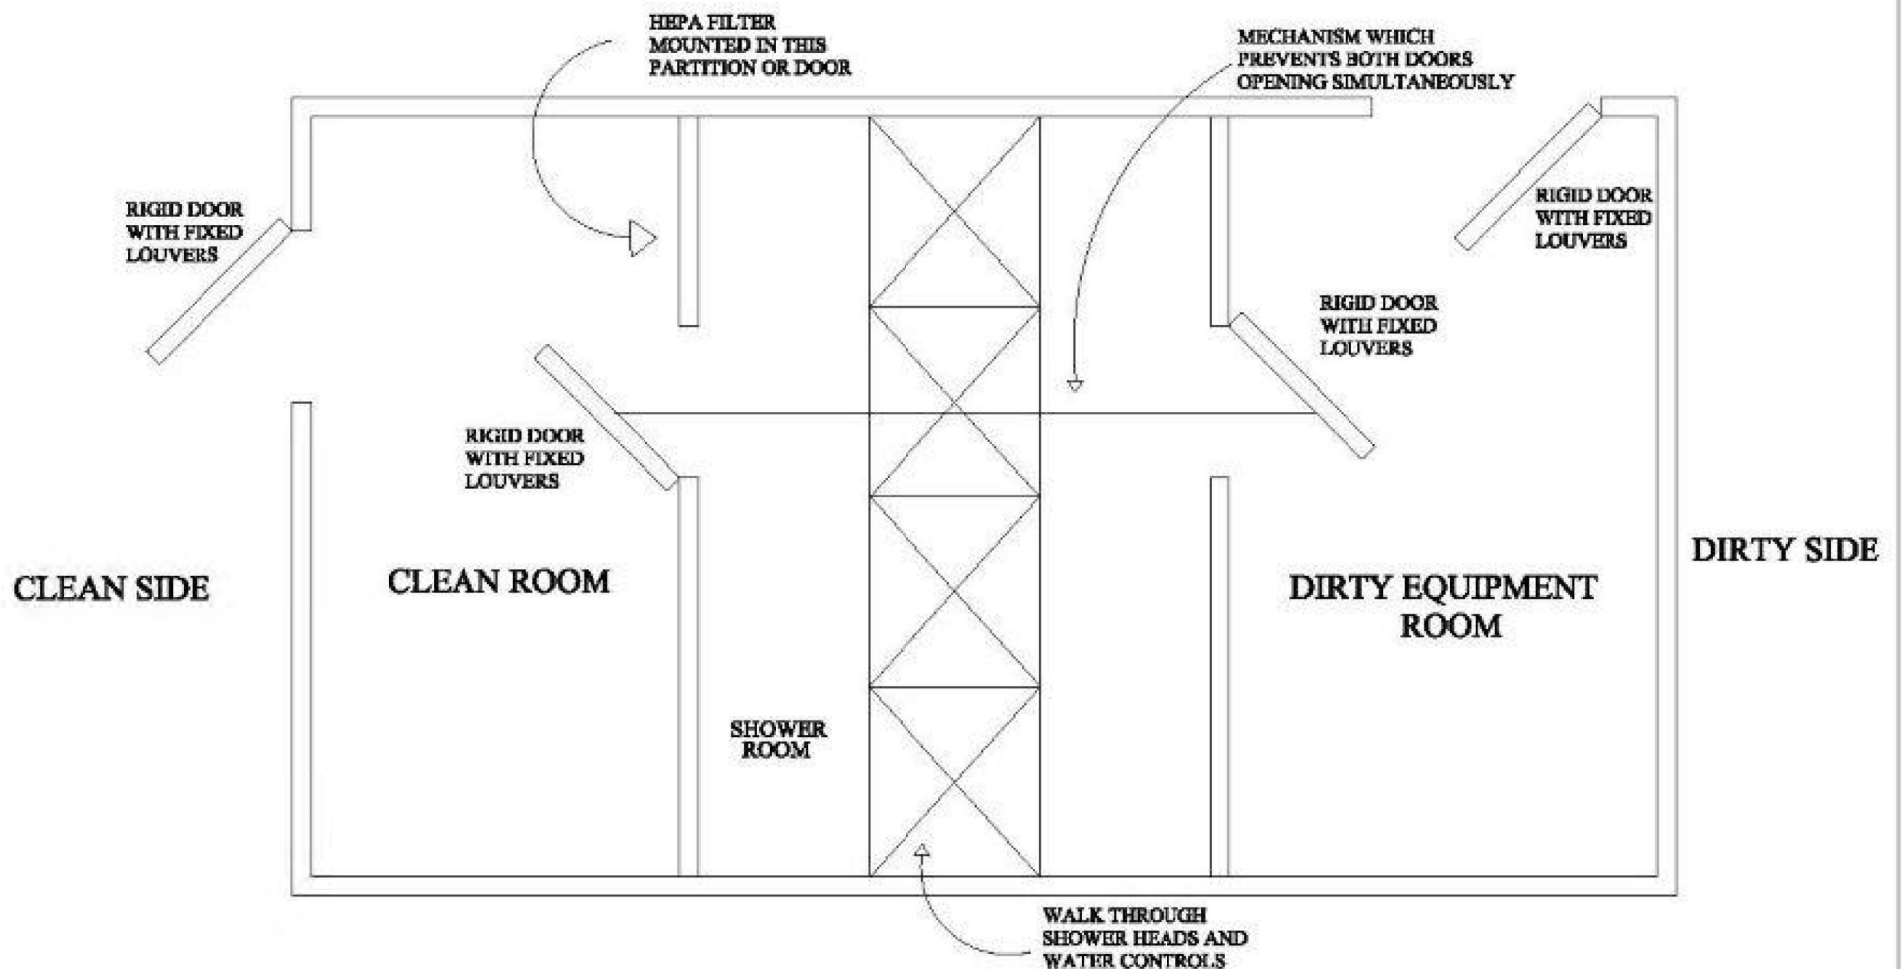 HEPA FILTER
MOUNTED IN THIS
PARTITION OR DOOR
MECHANISM WHICH
PREVENTS BOTH DOORS
OPENING SIMULTANEOUSLY
RIGID DOOR
WITH FIXED
LOUVERS
RIGID DOOR
WITH FIXED
LOUVERS
RIGID DOOR
WITH FIXED
LOUVERS
RIGID DOOR
WITH FIXED
LOUVERS
CLEAN SIDE
CLEAN ROOM
DIRTY EQUIPMENT
ROOM
DIRTY SIDE
SHOWER
ROOM
WALK THROUGH
SHOWER HEADS AND
WATER CONTROLS